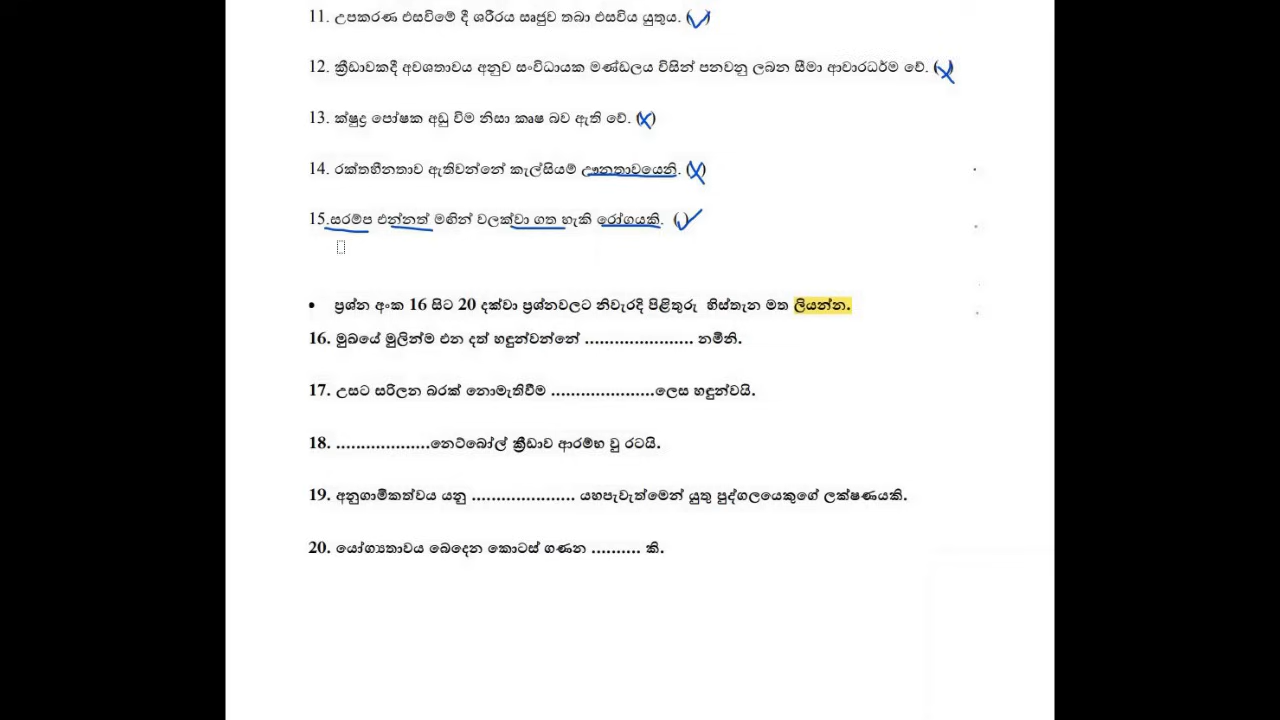 11. උපකරණ එසවිමේ දී ශරීරය සෘජුව තබා එසවිය යුතුය. (✓)
12. ක්‍රීඩාවකදී අවශතාවය අනුව සංවිධායක මණ්ඩලය විසින් පනවනු ලබන සීමා ආචාරධර්ම වේ. (X)
13. ක්ෂුද්‍ර පෝෂක අඩු වීම නිසා කෘෂ බව ඇති වේ. (X)
14. රක්තහීනතාව ඇතිවන්නේ කැල්සියම් ඌනතාවයෙනි. (X)
15.සරම්ප එන්නත් මඟින් වලක්වා ගත හැකි රෝගයකි. (✓)
• ප්‍රශ්න අංක 16 සිට 20 දක්වා ප්‍රශ්නවලට නිවැරදි පිළිතුරු හිස්තැන මත ලියන්න.
16. මුඛයේ මුලින්ම එන දත් හඳුන්වන්නේ ...................... නමිනි.
17. උසට සරිලන බරක් නොමැතිවීම .....................ලෙස හඳුන්වයි.
18. ...................නෙට්බෝල් ක්‍රීඩාව ආරම්භ වු රටයි.
19. අනුගාමිකත්වය යනු ..................... යහපැවැත්මෙන් යුතු පුද්ගලයෙකුගේ ලක්ෂණයකි.
20. යෝග්‍යතාවය බෙදෙන කොටස් ගණන .......... කි.